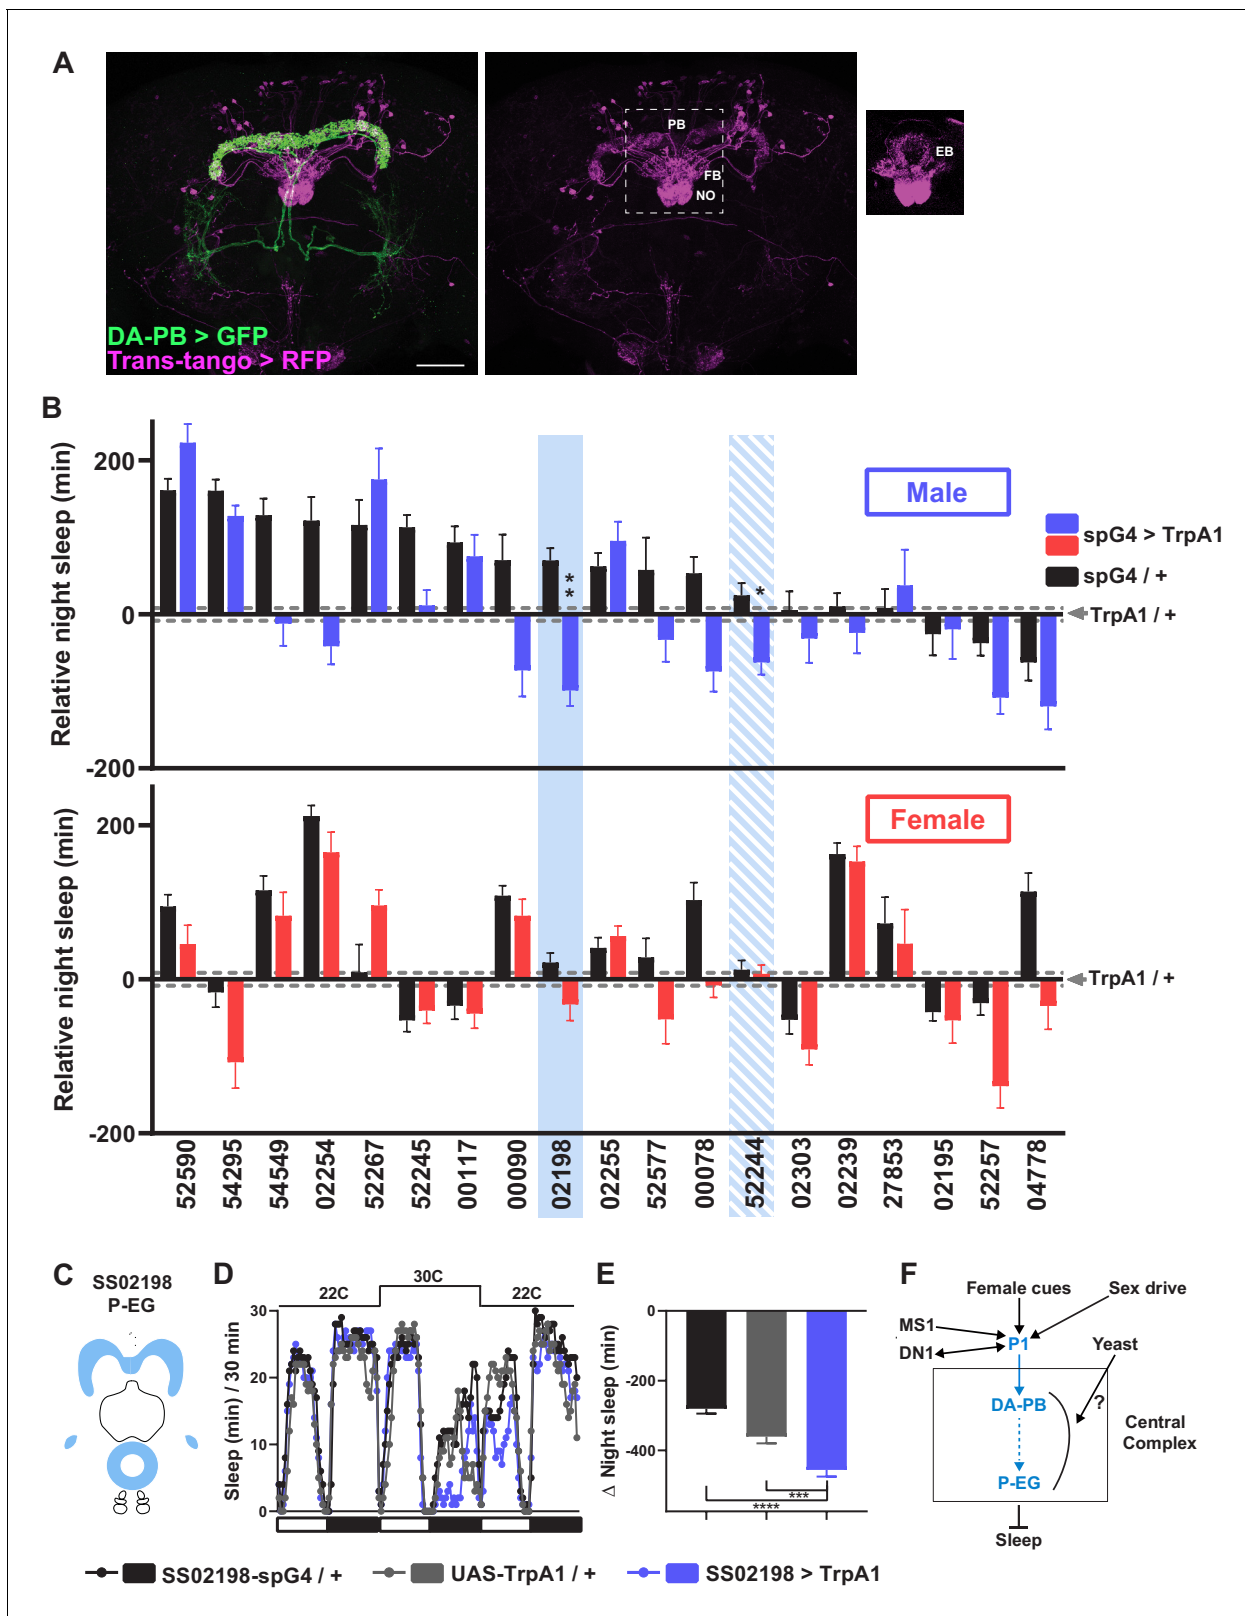 A
PB
FB
NO
EB
DA-PB > GFP
Trans-tango > RFP
B
Relative night sleep (min)
200
0
-200
Male
spG4 > TrpA1
spG4 / +
TrpA1 / +
**
*
Relative night sleep (min)
200
0
-200
Female
TrpA1 / +
52590
54295
54549
02254
52267
52245
00117
00090
02198
02255
52577
00078
52244
02303
02239
27853
02195
52257
04778
C
SS02198
P-EG
D
22C
30C
22C
Sleep (min) / 30 min
30
20
10
0
E
Δ Night sleep (min)
0
-200
-400
***
****
F
Female cues
Sex drive
MS1
DN1
P1
Yeast
DA-PB
?
Central
Complex
P-EG
Sleep
SS02198-spG4 / +
UAS-TrpA1 / +
SS02198 > TrpA1